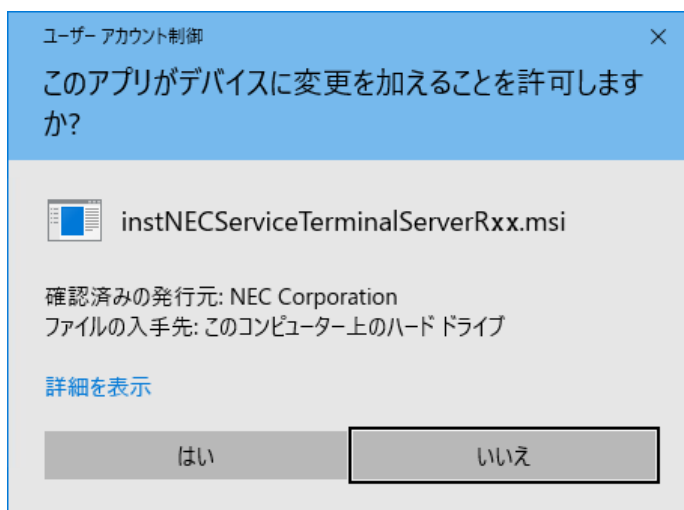 ユーザー アカウント制御
このアプリがデバイスに変更を加えることを許可します
か?
instNECServiceTerminalServerRxx.msi
確認済みの発行元: NEC Corporation
ファイルの入手先: このコンピューター上のハード ドライブ
詳細を表示
はい
いいえ